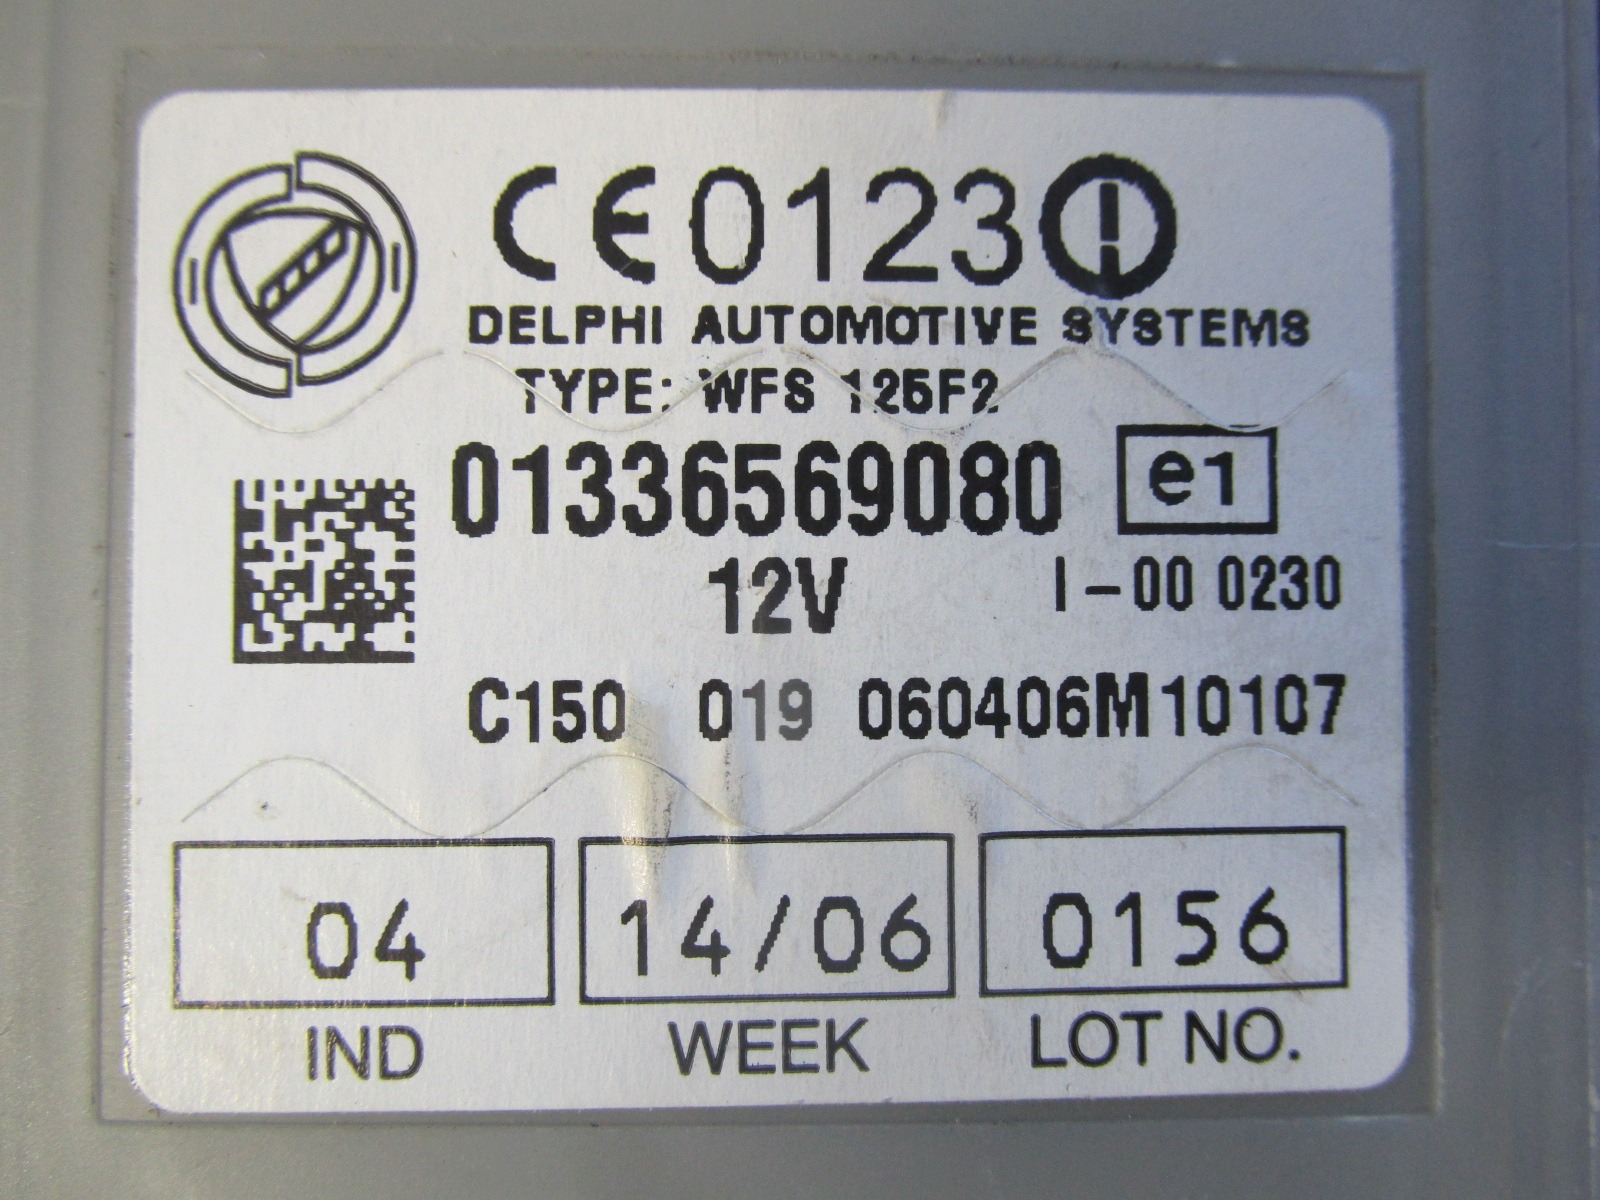 CE0123
DELPHI AUTOMOTIVE SYSTEMS
TYPE: WFS 125F2
01336569080 e1
12V I-00 0230
C150 019 060406M10107
04 14/06 0156
IND WEEK LOT NO.